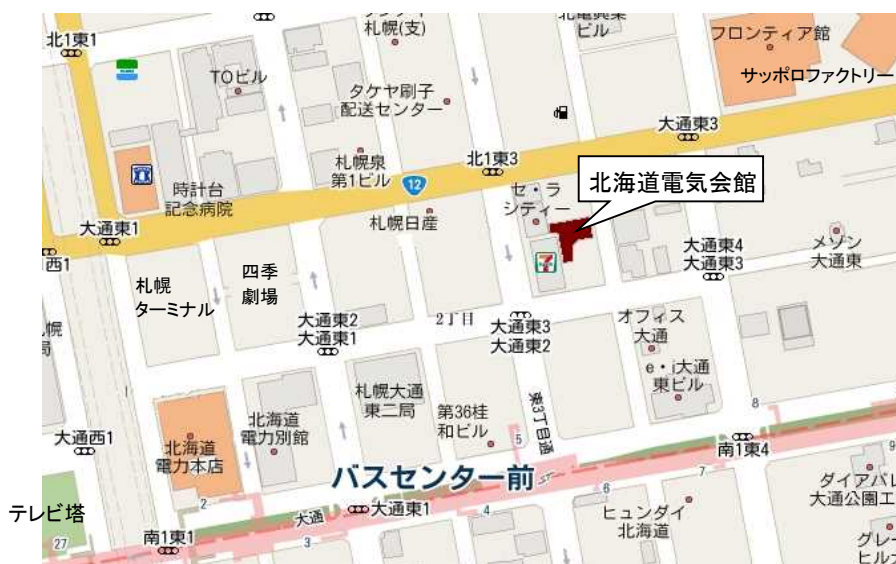 北1東1
TOビル
札幌(支)
ビル
フロンティア館
サッポロファクトリー
タケヤ刷子
配送センター
大通東3
札幌泉
第1ビル
北1東3
12
北海道電気会館
時計台
記念病院
セ・ラ
シティー
札幌日産
大通東1
西1
大通東4
大通東3
メゾン
大通東
7
札幌
ターミナル
四季
劇場
大通東2
大通東1
2丁目
大通東3
大通東2
オフィス
大通
e・i大通
東ビル
札幌大通
東二局
北海道
電力別館
第36桂
和ビル
東3丁目通
大通西1
北海道
電力本店
5
8
南1東4
9
バスセンター前
テレビ塔
27
南1東1
2
大通
3
大通東1
4
6
7
ヒュンダイ
北海道
ダイアパレ
大通公園エ
グレー
ヒル